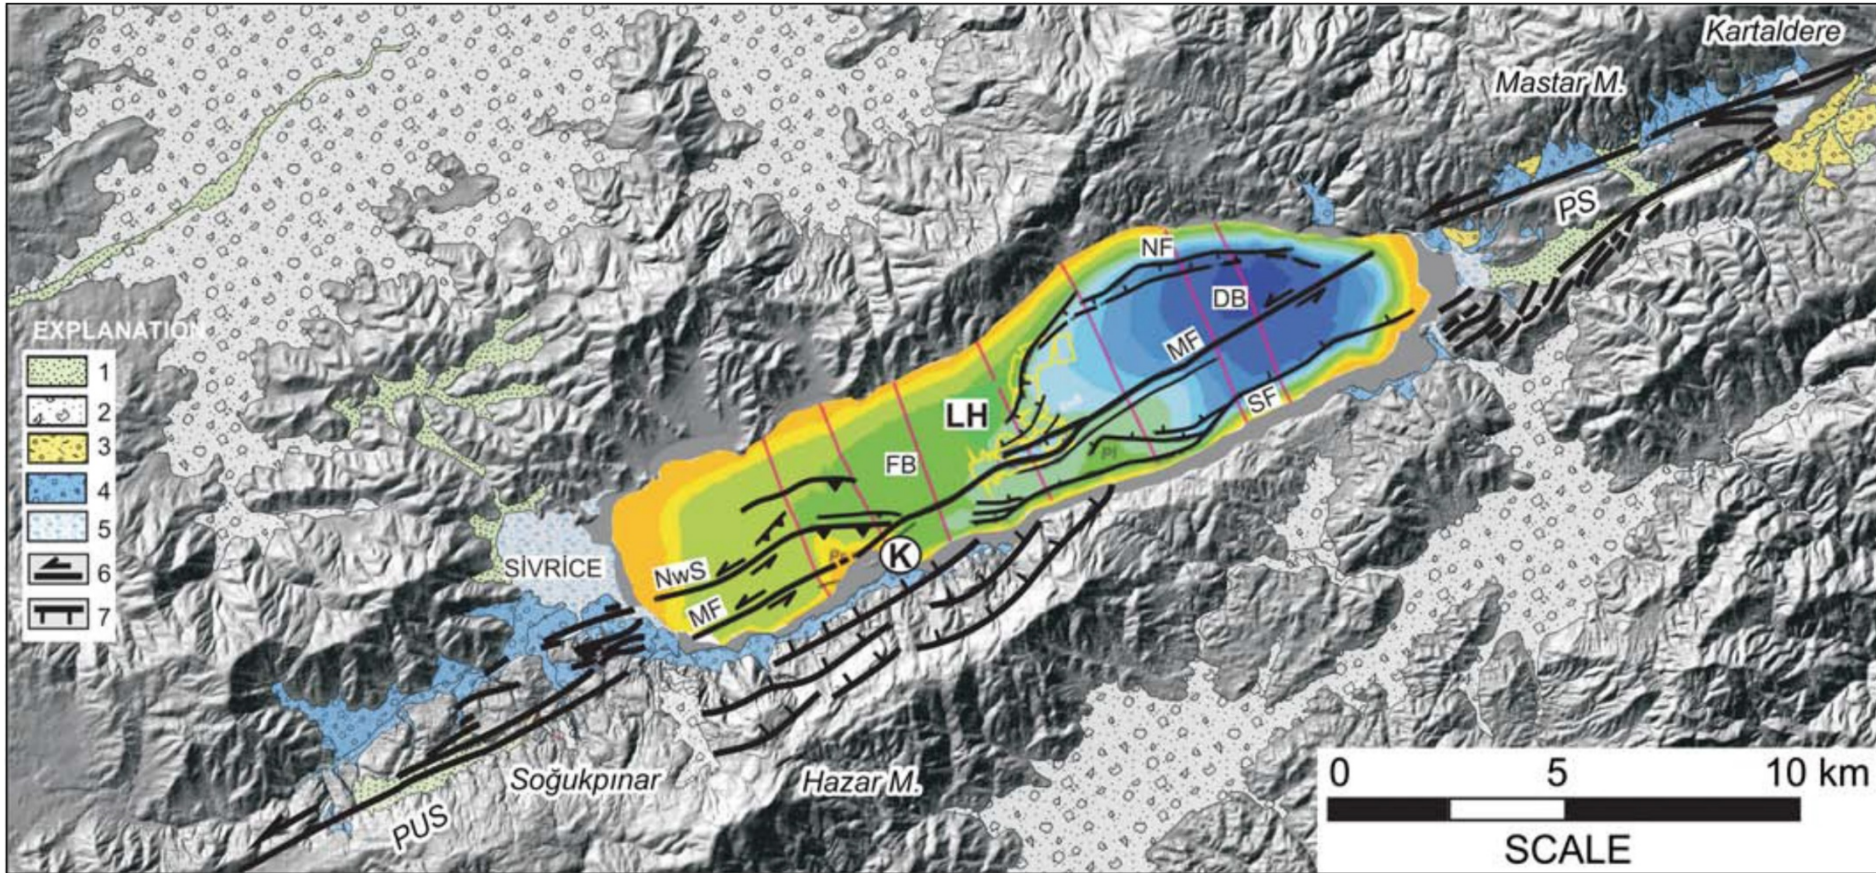 Kartaldere
Mastar M.
PS
NF
DB
MF
SF
LH
Pl
FB
EXPLANATION
1
2
3
4
5
6
7
SİVRİCE
NwS
K
MF
Soğukpınar
Hazar M.
PUS
0 5 10 km
SCALE